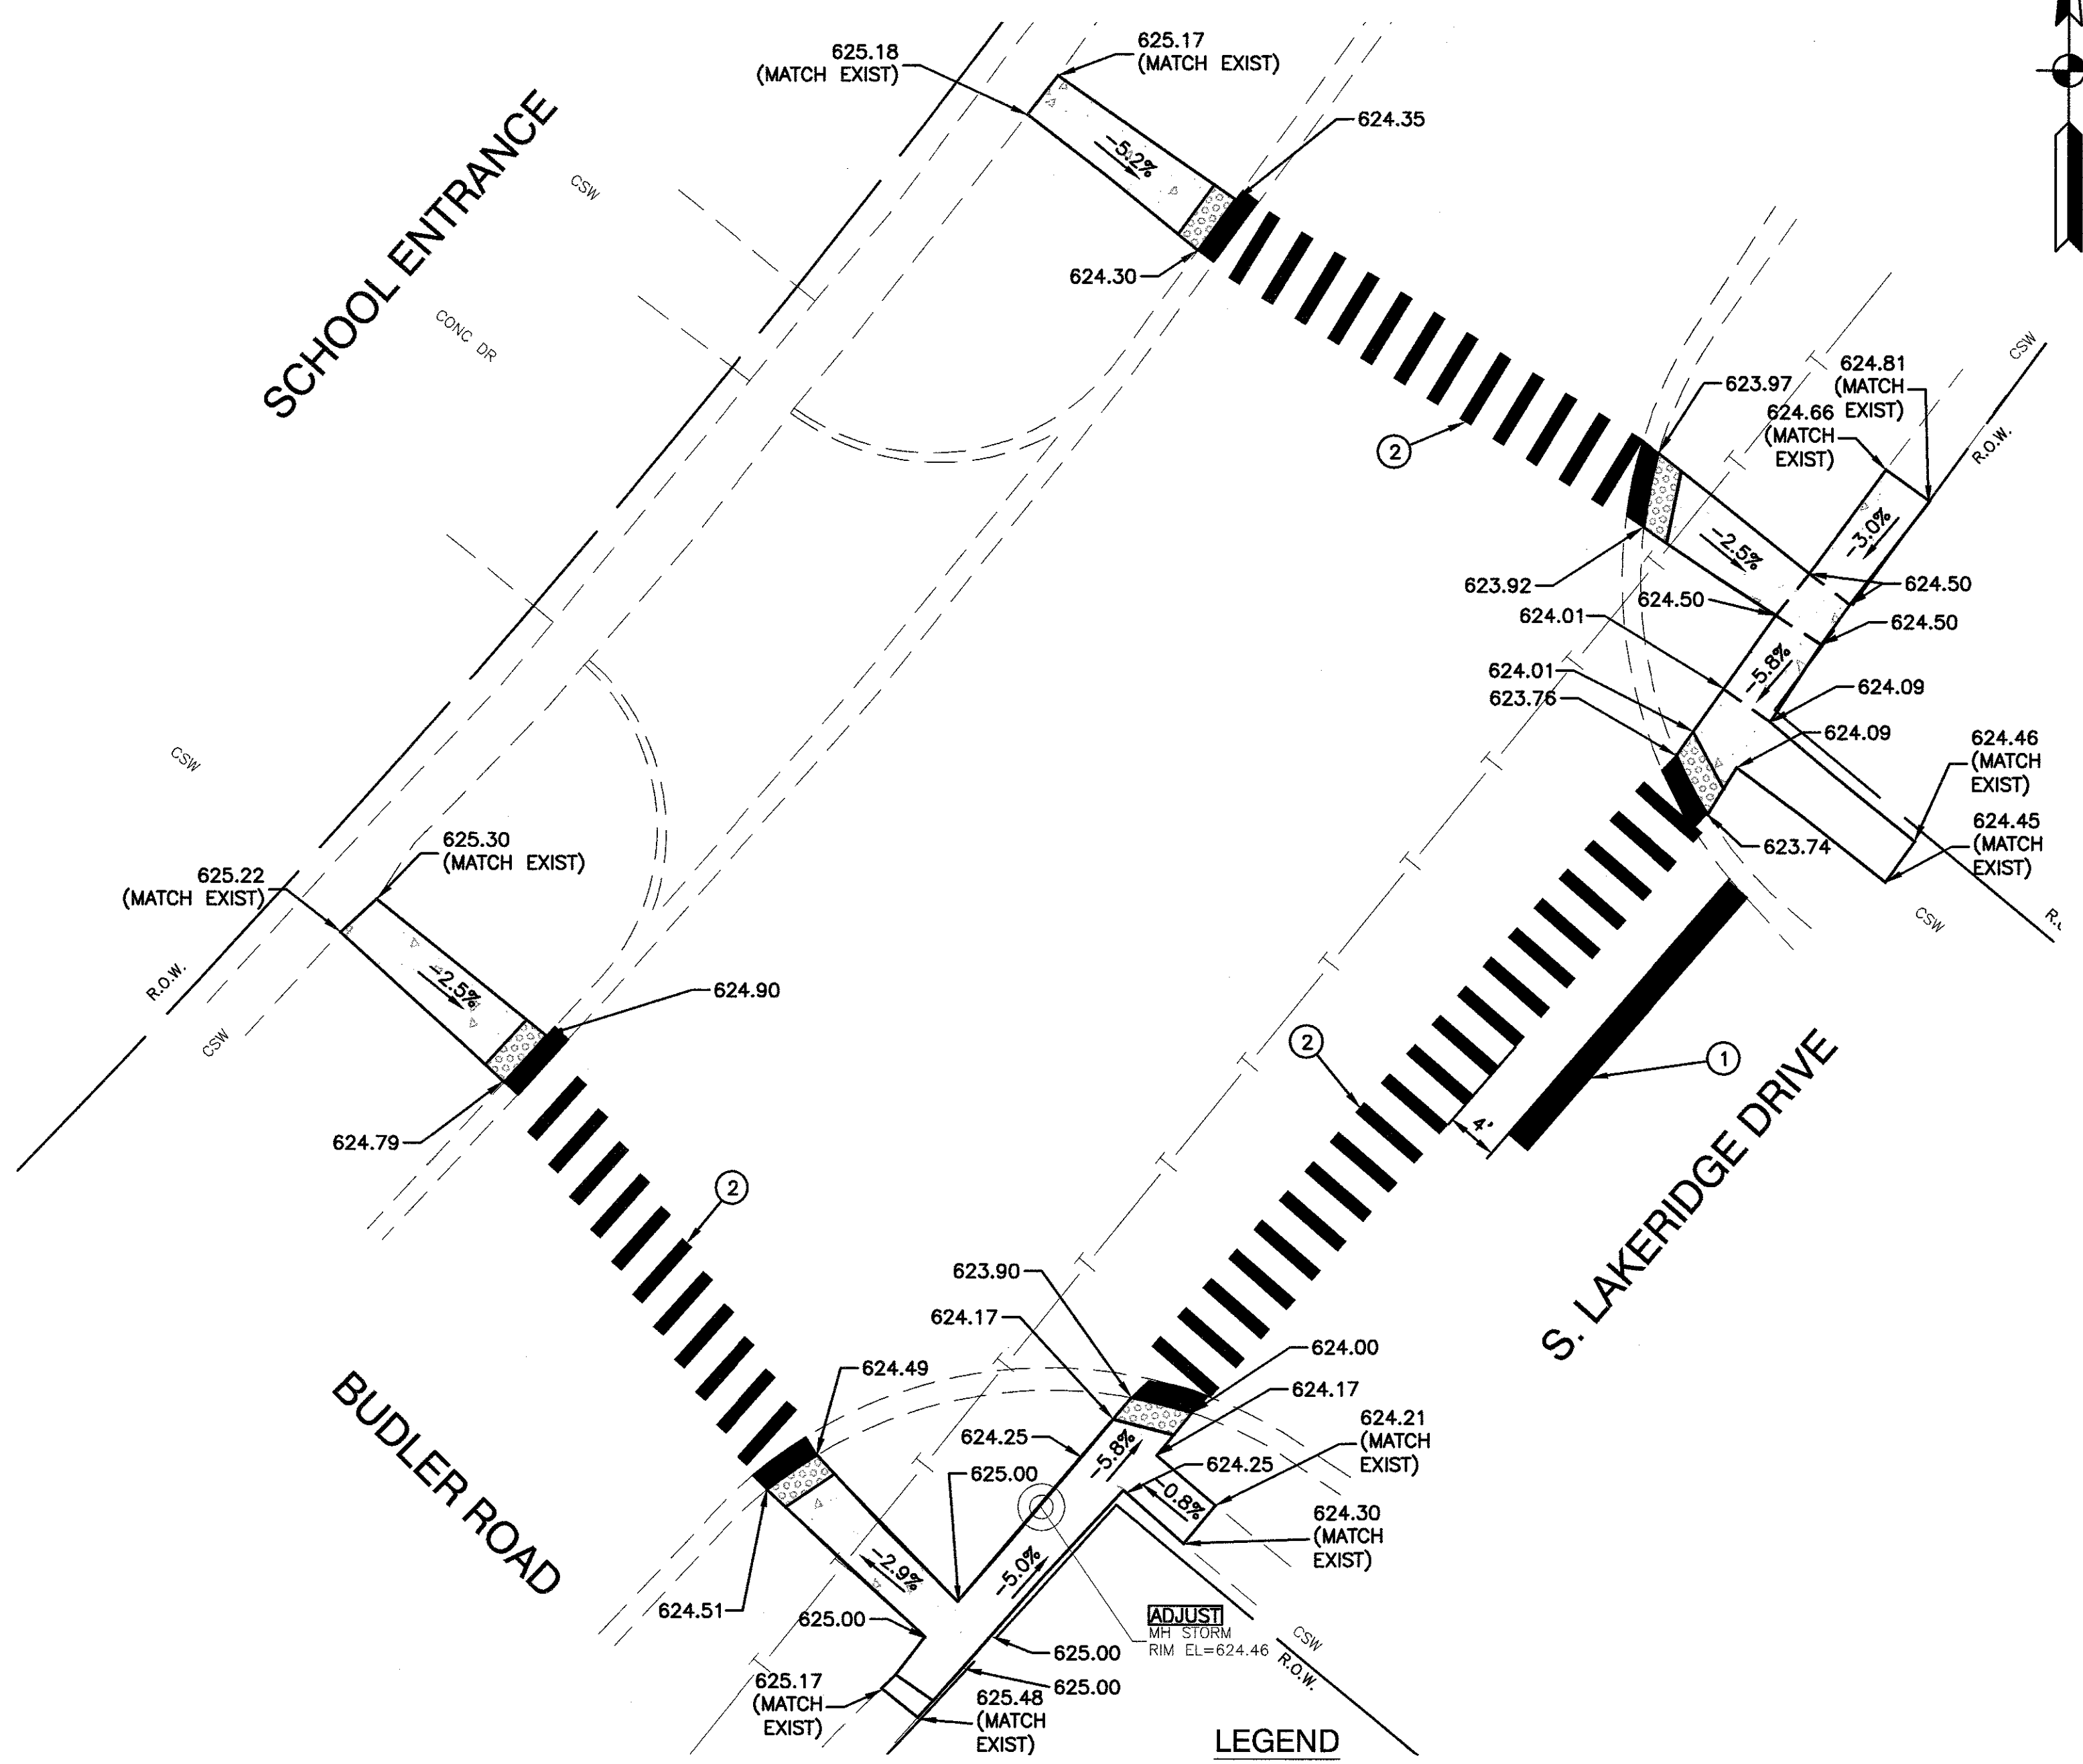 625.18
(MATCH EXIST)
625.17
(MATCH EXIST)
624.35
-5.2%
SCHOOL ENTRANCE
CSW
CONC DR
624.30
2
623.97
624.81
(MATCH
EXIST)
624.66
(MATCH
EXIST)
CSW
R.O.W.
-3.0%
-2.5%
623.92
624.50
624.50
624.01
624.50
-5.8%
624.01
623.76
624.09
624.09
624.46
(MATCH
EXIST)
624.45
(MATCH
EXIST)
623.74
CSW
CSW
625.30
(MATCH EXIST)
625.22
(MATCH EXIST)
R.O.W.
CSW
-2.5%
624.90
624.79
2
2
1
4'
S. LAKERIDGE DRIVE
BUDLER ROAD
623.90
624.17
624.49
624.25
625.00
-5.8%
624.00
624.17
624.21
(MATCH
EXIST)
624.25
-0.8%
624.30
(MATCH
EXIST)
-2.9%
-5.0%
624.51
625.00
ADJUST
MH STORM
RIM EL=624.46
CSW
R.O.W.
625.00
625.00
625.17
(MATCH
EXIST)
625.48
(MATCH
EXIST)
LEGEND